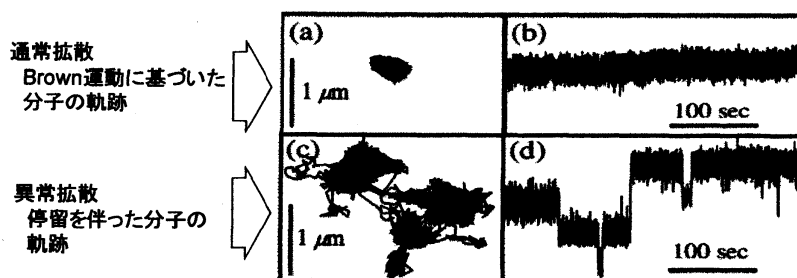 通常拡散
Brown運動に基づいた
分子の軌跡
(a)
1 μm
(b)
100 sec
異常拡散
停留を伴った分子の
軌跡
(c)
1 μm
(d)
100 sec